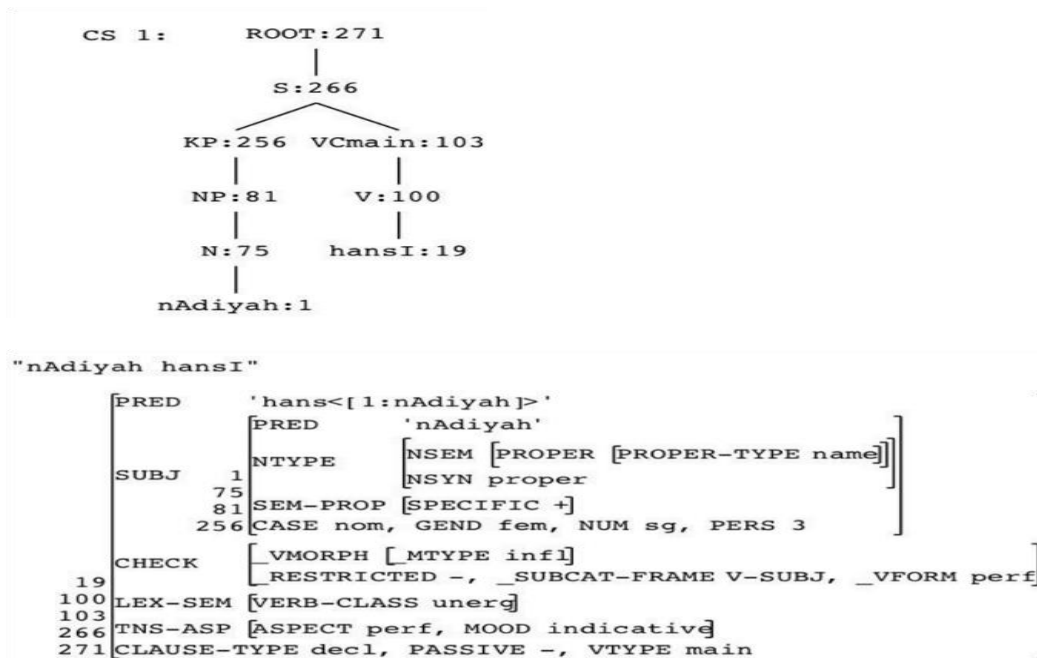 CS 1: ROOT:271
S:266
KP:256 VCmain:103
NP:81 V:100
N:75 hansI:19
nAdiyah:1
"nAdiyah hansI"
PRED 'hans<[1:nAdiyah]>'
PRED 'nAdiyah'
NTYPE [NSEM [PROPER [PROPER-TYPE name]]
NSYN proper
SUBJ 1
75
81 SEM-PROP [SPECIFIC +]
256 CASE nom, GEND fem, NUM sg, PERS 3
CHECK [_VMORPH [_MTYPE infl]
_RESTRICTED -, _SUBCAT-FRAME V-SUBJ, _VFORM perf
19
100 LEX-SEM [VERB-CLASS unerg]
103
266 TNS-ASP [ASPECT perf, MOOD indicative]
271 CLAUSE-TYPE decl, PASSIVE -, VTYPE main